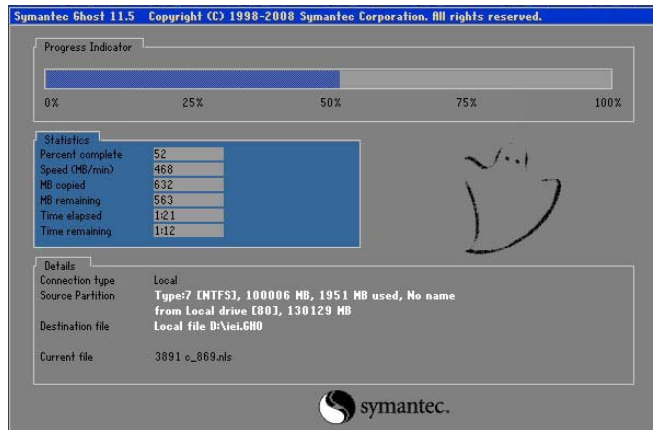 Symantec Ghost 11.5 Copyright (C) 1998-2008 Symantec Corporation. All rights reserved.
Progress Indicator
0% 25% 50% 75% 100%
Statistics
Percent complete 52
Speed (MB/min) 468
MB copied 632
MB remaining 563
Time elapsed 1:21
Time remaining 1:12
Details
Connection type Local
Source Partition Type:7 [NTFS], 100006 MB, 1951 MB used, No name
from Local drive [80], 130129 MB
Destination file Local file D:\iei.GHO
Current file 3891 c_869.nls
symantec.